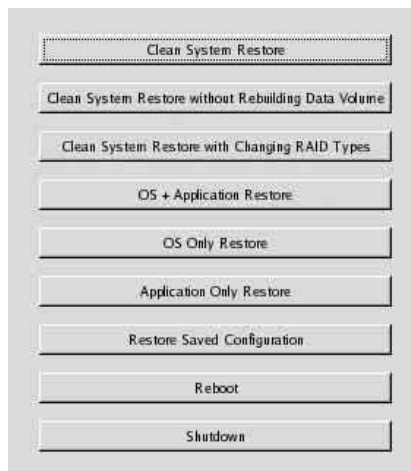 Clean System Restore
Clean System Restore without Rebuilding Data Volume
Clean System Restore with Changing RAID Types
OS + Application Restore
OS Only Restore
Application Only Restore
Restore Saved Configuration
Reboot
Shutdown